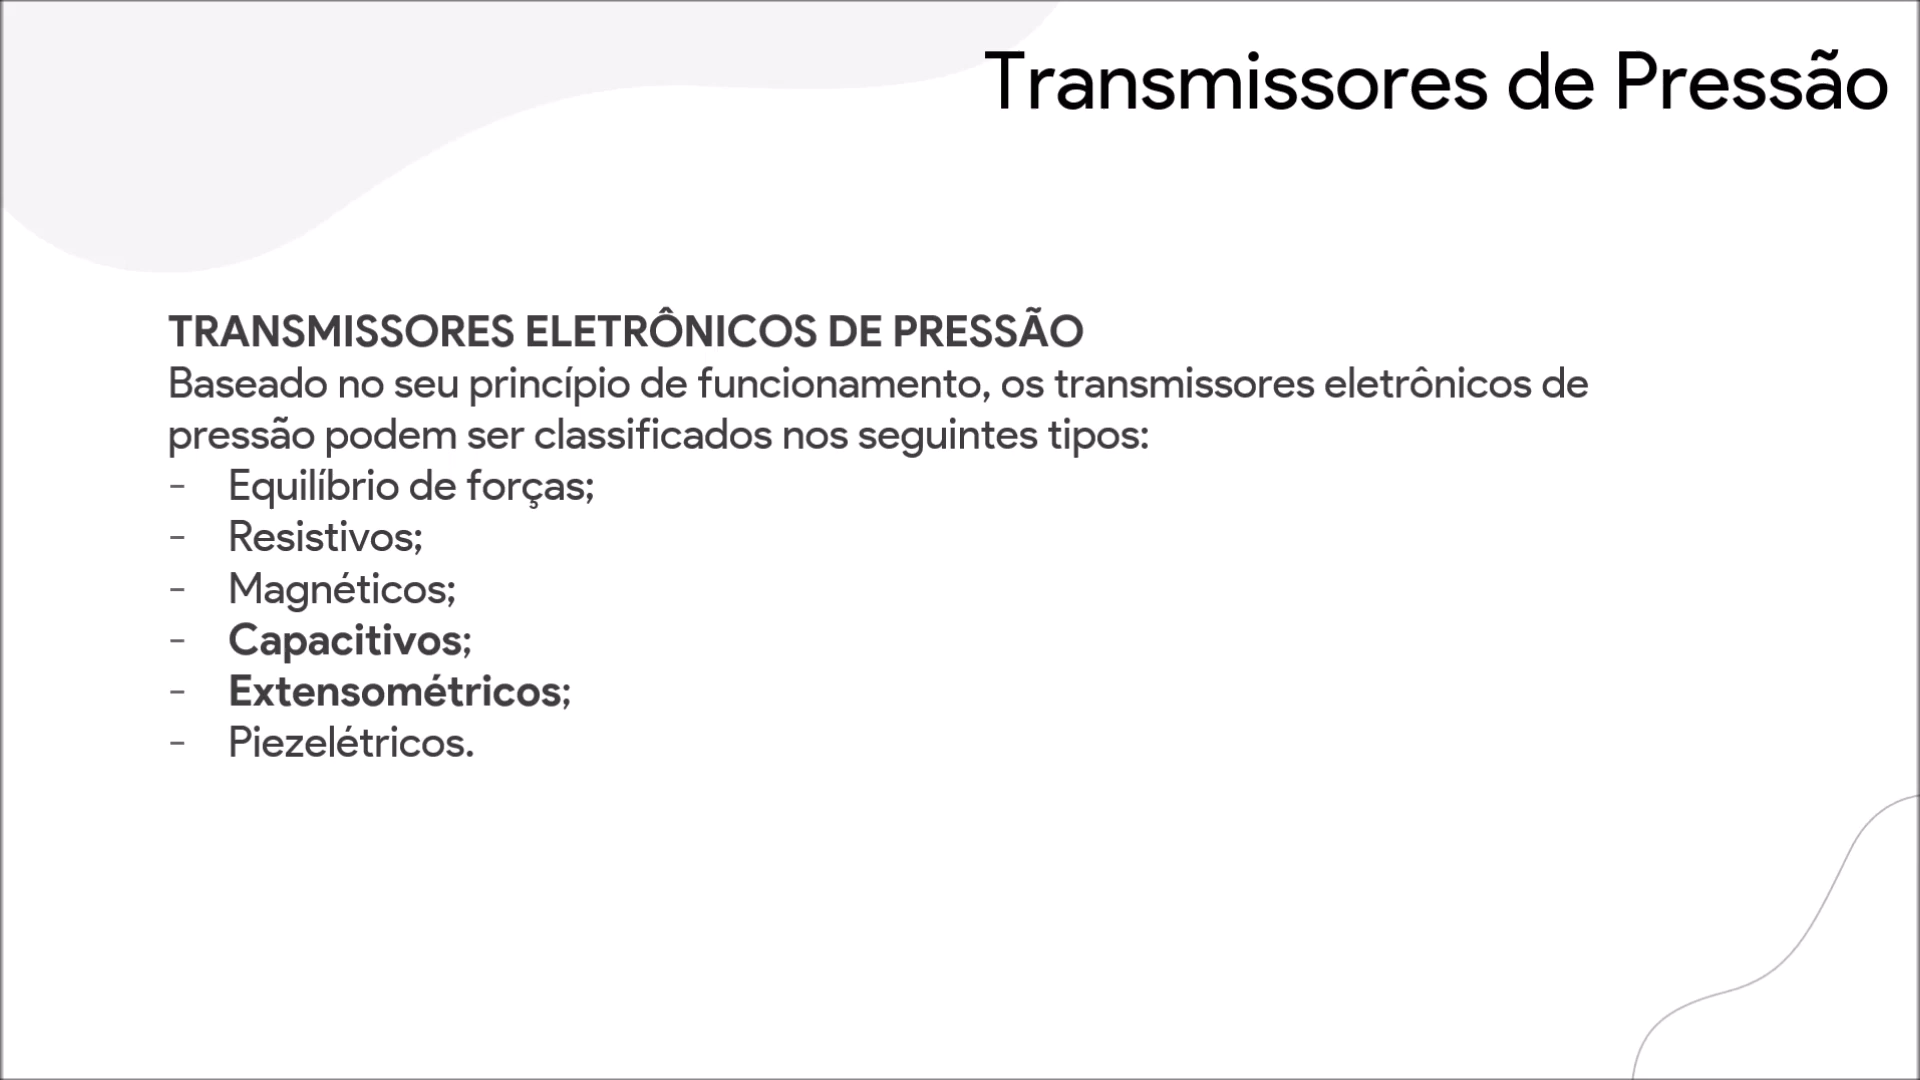 Transmissores de Pressão
TRANSMISSORES ELETRÔNICOS DE PRESSÃO
Baseado no seu princípio de funcionamento, os transmissores eletrônicos de
pressão podem ser classificados nos seguintes tipos:
- Equilíbrio de forças;
- Resistivos;
- Magnéticos;
- Capacitivos;
- Extensométricos;
- Piezelétricos.